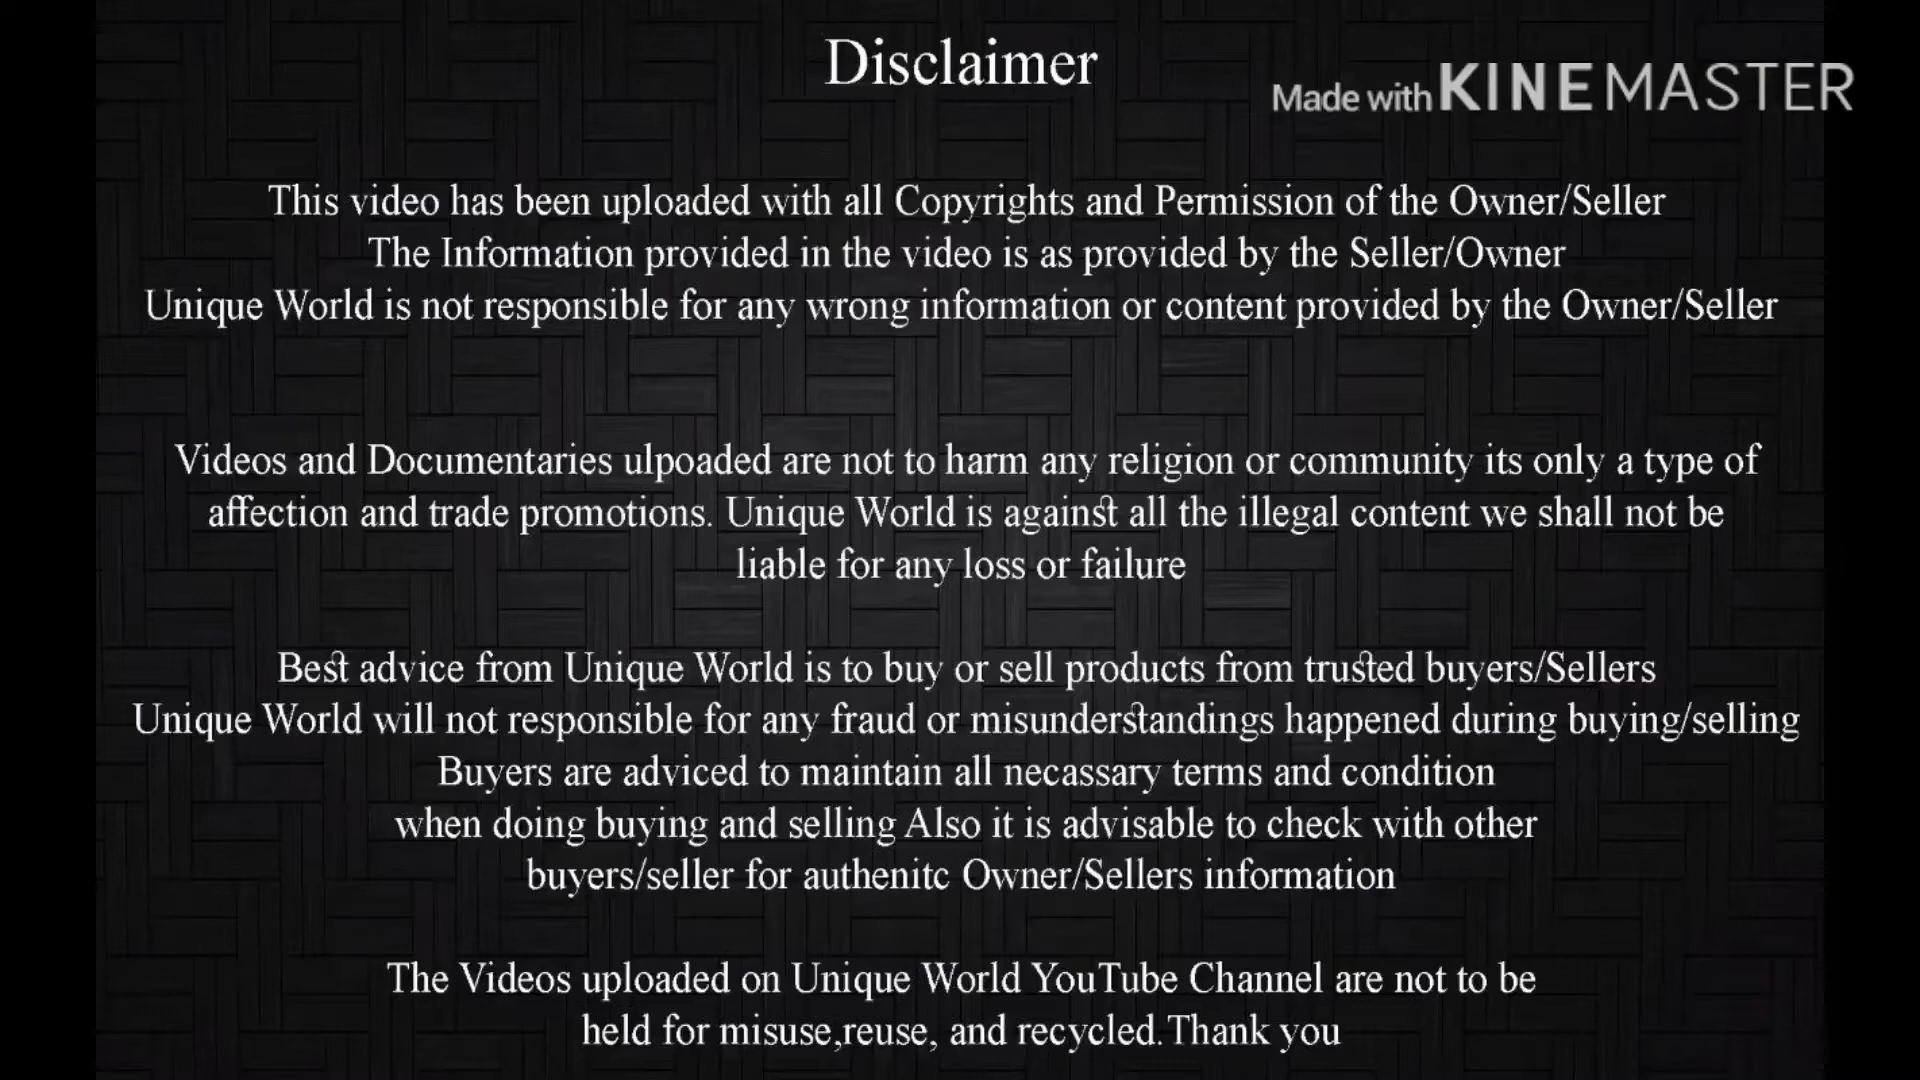 Disclaimer
Made with KINEMASTER
This video has been uploaded with all Copyrights and Permission of the Owner/Seller
The Information provided in the video is as provided by the Seller/Owner
Unique World is not responsible for any wrong information or content provided by the Owner/Seller
Videos and Documentaries ulpoaded are not to harm any religion or community its only a type of
affection and trade promotions. Unique World is against all the illegal content we shall not be
liable for any loss or failure
Best advice from Unique World is to buy or sell products from trusted buyers/Sellers
Unique World will not responsible for any fraud or misunderstandings happened during buying/selling
Buyers are adviced to maintain all necassary terms and condition
when doing buying and selling Also it is advisable to check with other
buyers/seller for authenitc Owner/Sellers information
The Videos uploaded on Unique World YouTube Channel are not to be
held for misuse,reuse, and recycled.Thank you